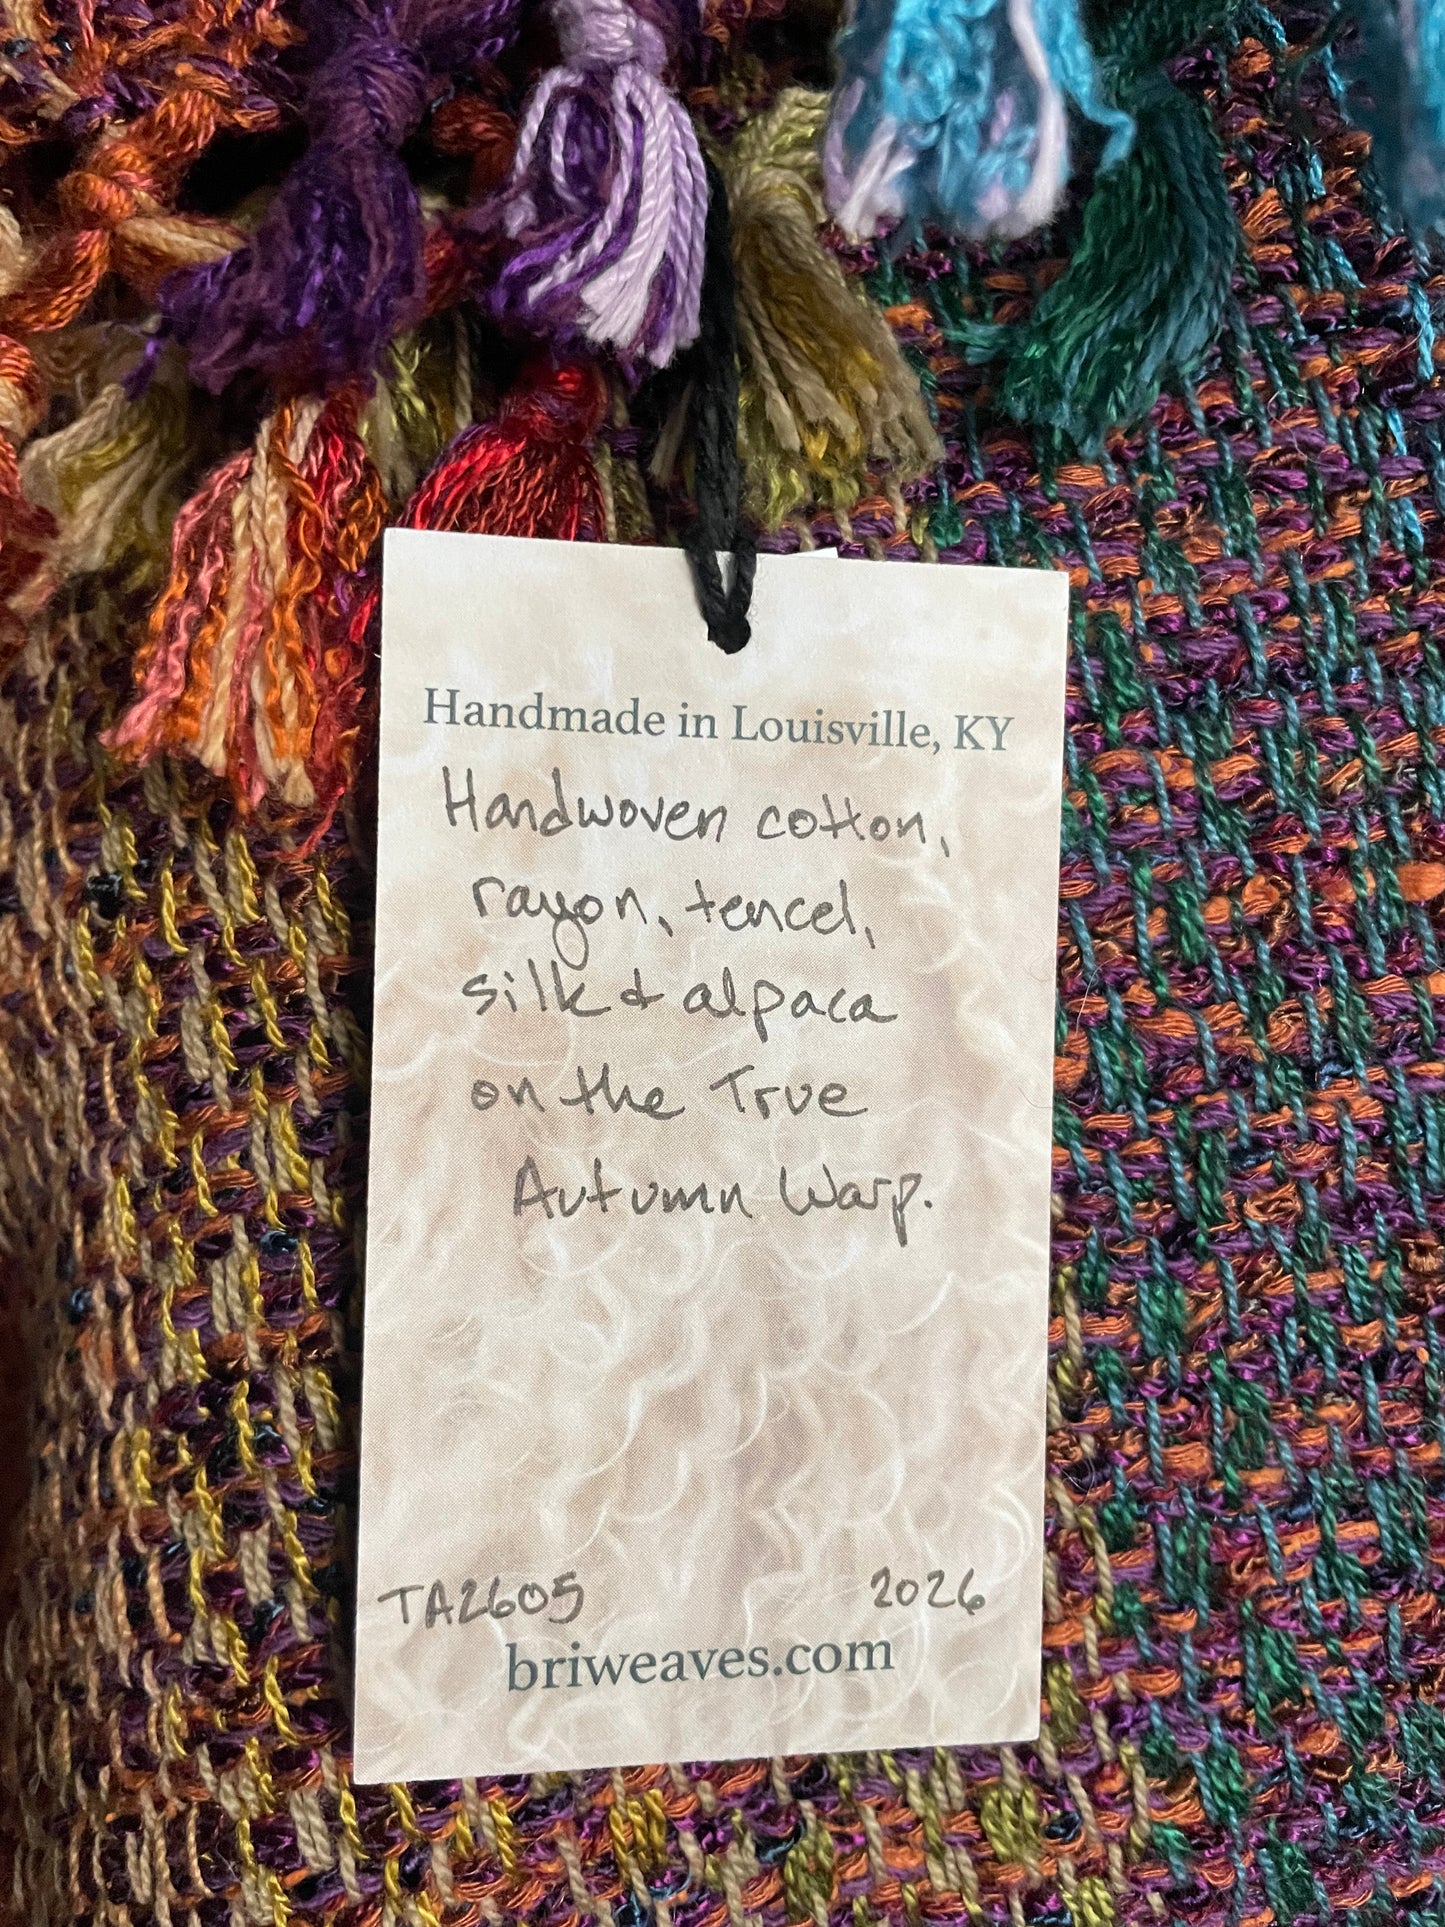 Handmade in Louisville, KY
Handwoven cotton,
rayon, tencel,
silk & alpaca
on the True
Autumn Warp.
TA2605 2026
briweaves.com